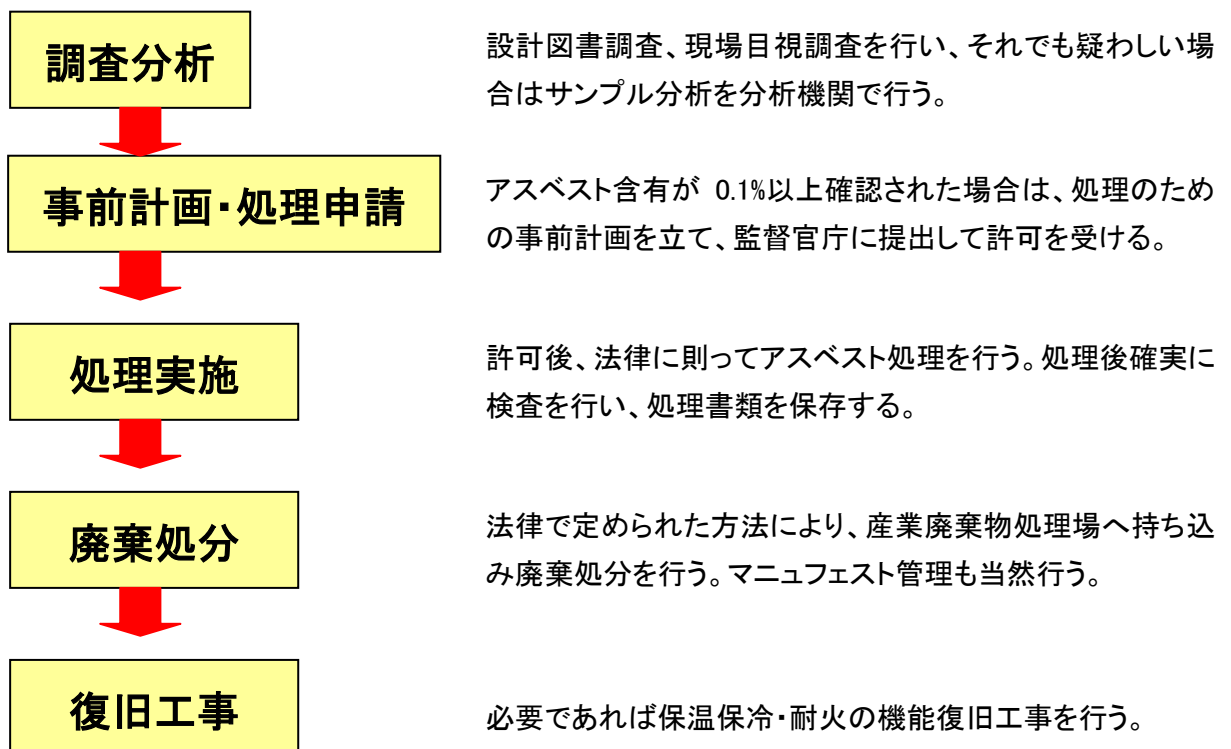 調査分析
設計図書調査、現場目視調査を行い、それでも疑わしい場
合はサンプル分析を分析機関で行う。
事前計画・処理申請
アスベスト含有が 0.1%以上確認された場合は、処理のため
の事前計画を立て、監督官庁に提出して許可を受ける。
処理実施
許可後、法律に則ってアスベスト処理を行う。処理後確実に
検査を行い、処理書類を保存する。
廃棄処分
法律で定められた方法により、産業廃棄物処理場へ持ち込
み廃棄処分を行う。マニュフェスト管理も当然行う。
復旧工事
必要であれば保温保冷・耐火の機能復旧工事を行う。